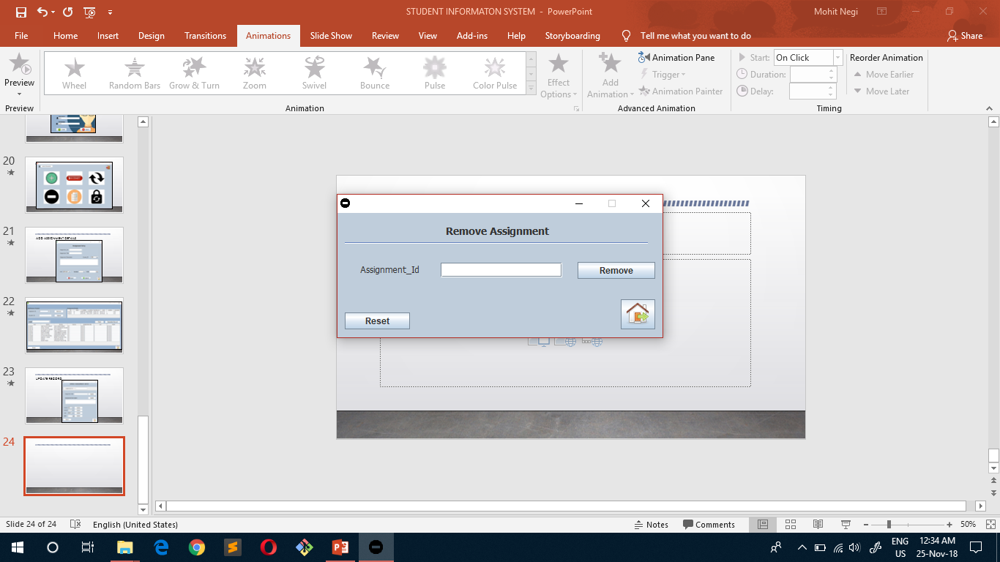 STUDENT INFORMATON SYSTEM - PowerPoint
Mohit Negi
File Home Insert Design Transitions Animations Slide Show Review View Add-ins Help Storyboarding Tell me what you want to do Share
Preview
Wheel Random Bars Grow & Turn Zoom Swivel Bounce Pulse Color Pulse
Effect Options
Add Animation
Animation Pane
Trigger
Animation Painter
Start: On Click
Duration:
Delay:
Reorder Animation
Move Earlier
Move Later
Preview Animation Advanced Animation Timing
20
21
ADD ASSIGNMENT DETAILS
22
23
UPDATE RECORD
24
Remove Assignment
Assignment_Id
Remove
Reset
Slide 24 of 24 English (United States) Notes Comments 50%
ENG
US
12:34 AM
25-Nov-18